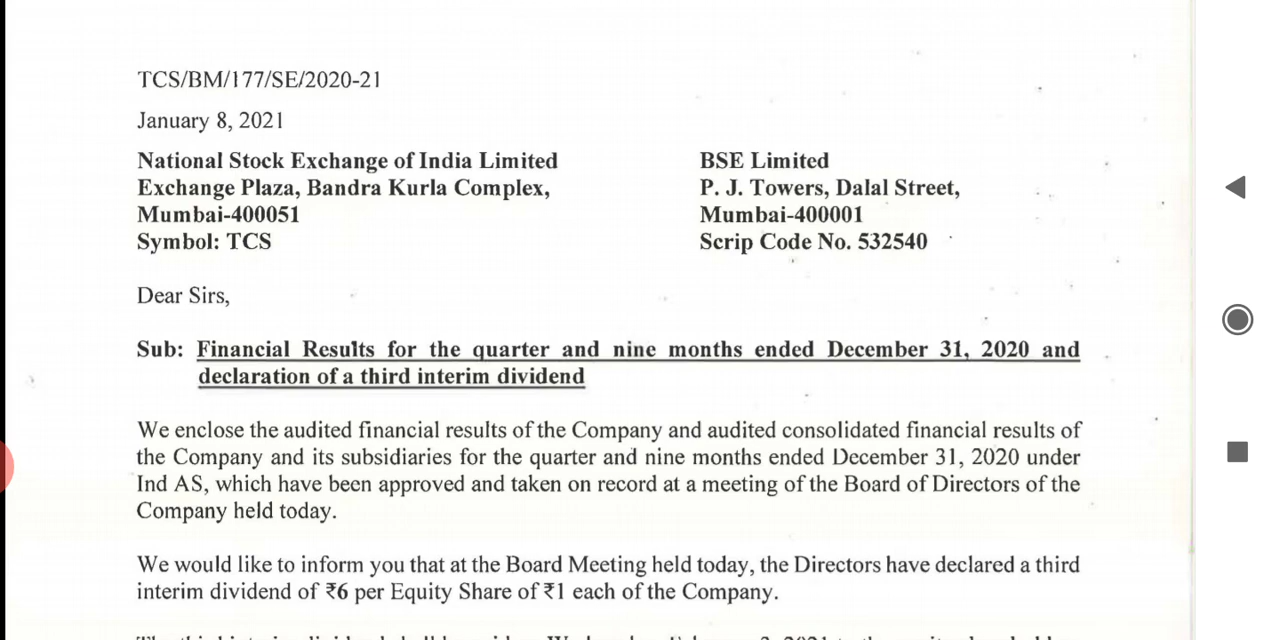 TCS/BM/177/SE/2020-21
January 8, 2021
National Stock Exchange of India Limited
Exchange Plaza, Bandra Kurla Complex,
Mumbai-400051
Symbol: TCS
BSE Limited
P. J. Towers, Dalal Street,
Mumbai-400001
Scrip Code No. 532540
Dear Sirs,
Sub: Financial Results for the quarter and nine months ended December 31, 2020 and
declaration of a third interim dividend
We enclose the audited financial results of the Company and audited consolidated financial results of
the Company and its subsidiaries for the quarter and nine months ended December 31, 2020 under
Ind AS, which have been approved and taken on record at a meeting of the Board of Directors of the
Company held today.
We would like to inform you that at the Board Meeting held today, the Directors have declared a third
interim dividend of ₹6 per Equity Share of ₹1 each of the Company.